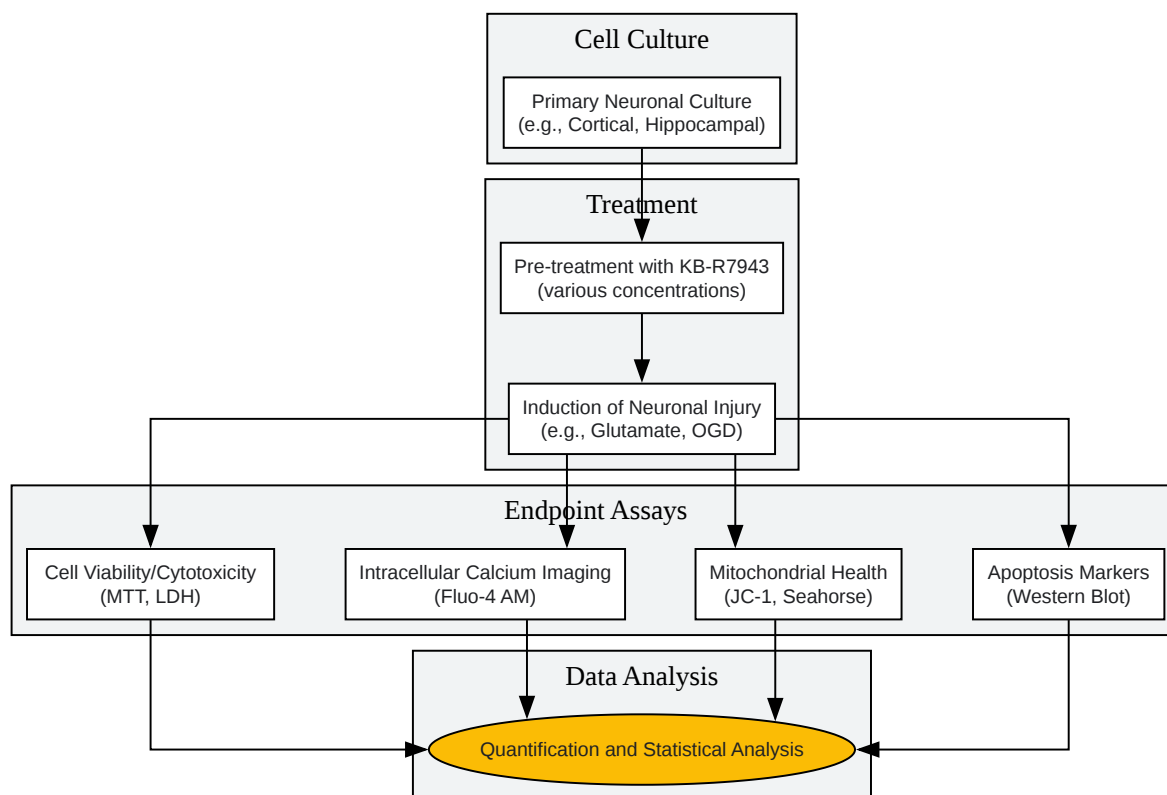 Cell Culture
Primary Neuronal Culture
(e.g., Cortical, Hippocampal)
Treatment
Pre-treatment with KB-R7943
(various concentrations)
Induction of Neuronal Injury
(e.g., Glutamate, OGD)
Endpoint Assays
Cell Viability/Cytotoxicity
(MTT, LDH)
Intracellular Calcium Imaging
(Fluo-4 AM)
Mitochondrial Health
(JC-1, Seahorse)
Apoptosis Markers
(Western Blot)
Data Analysis
Quantification and Statistical Analysis